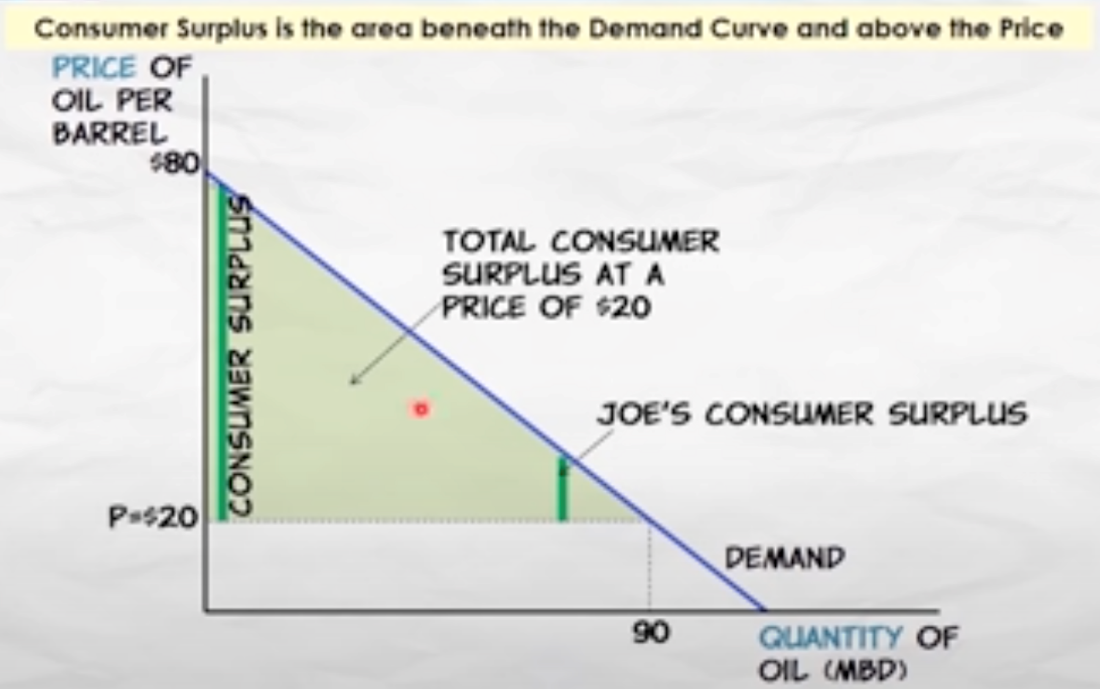 Consumer Surplus is the area beneath the Demand Curve and above the Price
PRICE OF
OIL PER
BARREL
$80
CONSUMER SURPLUS
TOTAL CONSUMER
SURPLUS AT A
PRICE OF $20
JOE'S CONSUMER SURPLUS
P=$20
DEMAND
90
QUANTITY OF
OIL (MBD)